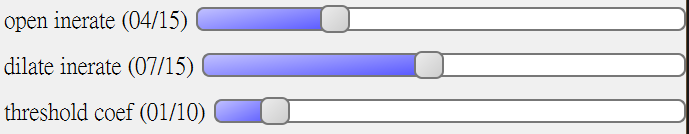 open inerate (04/15)
dilate inerate (07/15)
threshold coef (01/10)